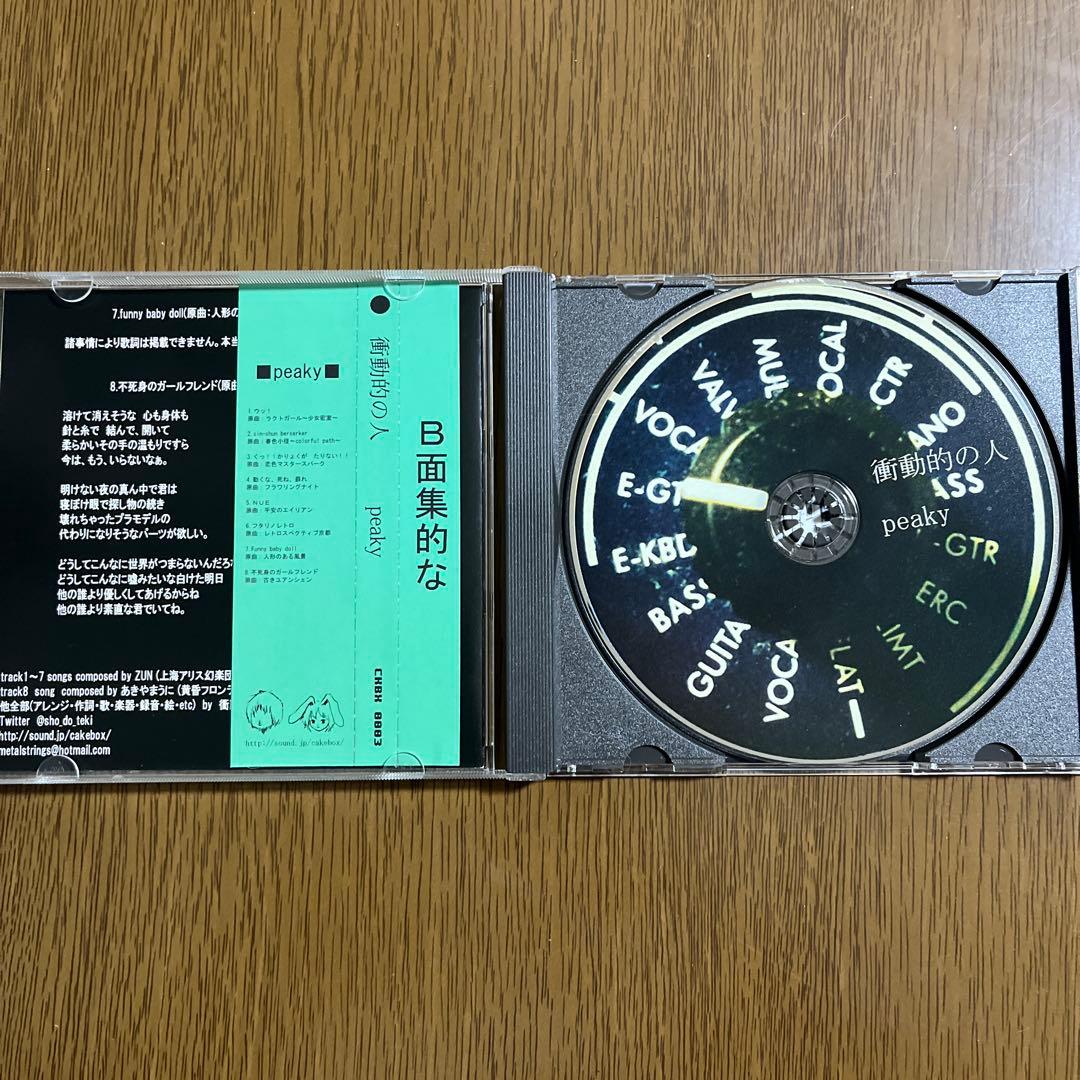 7.funny baby doll(原曲:人形の
諸事情により歌詞は掲載できません。本当
8.不死身のガールフレンド(原曲
溶けて消えそうな 心も身体も
針と糸で 結んで、開いて
柔らかいその手の温もりですら
今は、もう、いらないなぁ。
明けない夜の真ん中で君は
寝ぼけ眼で探し物の続き
壊れちゃったプラモデルの
代わりになりそうなパーツが欲しい。
どうしてこんなに世界がつまらないんだろ
どうしてこんなに嘘みたいな白けた明日
他の誰より優しくしてあげるからね
他の誰より素直な君でいてね。
track1~7 songs composed by ZUN (上海アリス幻楽団
track8 song composed by あきやまうに (黄昏フロンテ
他全部(アレンジ・作詞・歌・楽器・録音・絵・etc) by 衝
Twitter @sho_do_teki
http://sound.jp/cakebox/
metalstrings@hotmail.com
■peaky■
1.ウッ!
原曲:ラクトガール~少女密室~
2.sim-shun berserker
原曲:春色小径~colorful path~
3.ぐっ!!かりょくが たりない!!
原曲:恋色マスタースパーク
4.動くな、死ね、蘇れ
原曲:フラワリングナイト
5.NUE
原曲:平安のエイリアン
6.フタリノレトロ
原曲:レトロスペクティブ京都
7.Funny baby doll
原曲:人形のある風景
8.不死身のガールフレンド
原曲:古きユアンシェン
http://sound.jp/cakebox/
●衝動的の人 peaky CKBX 0003
B面集的な
衝動的の人
peaky
VOCAL
GTR
ANO
ASS
-GTR
ERC
LIMT
LAT
VOCA
GUITA
BASS
E-KBD
E-GT
VOCA
VALV
MUL